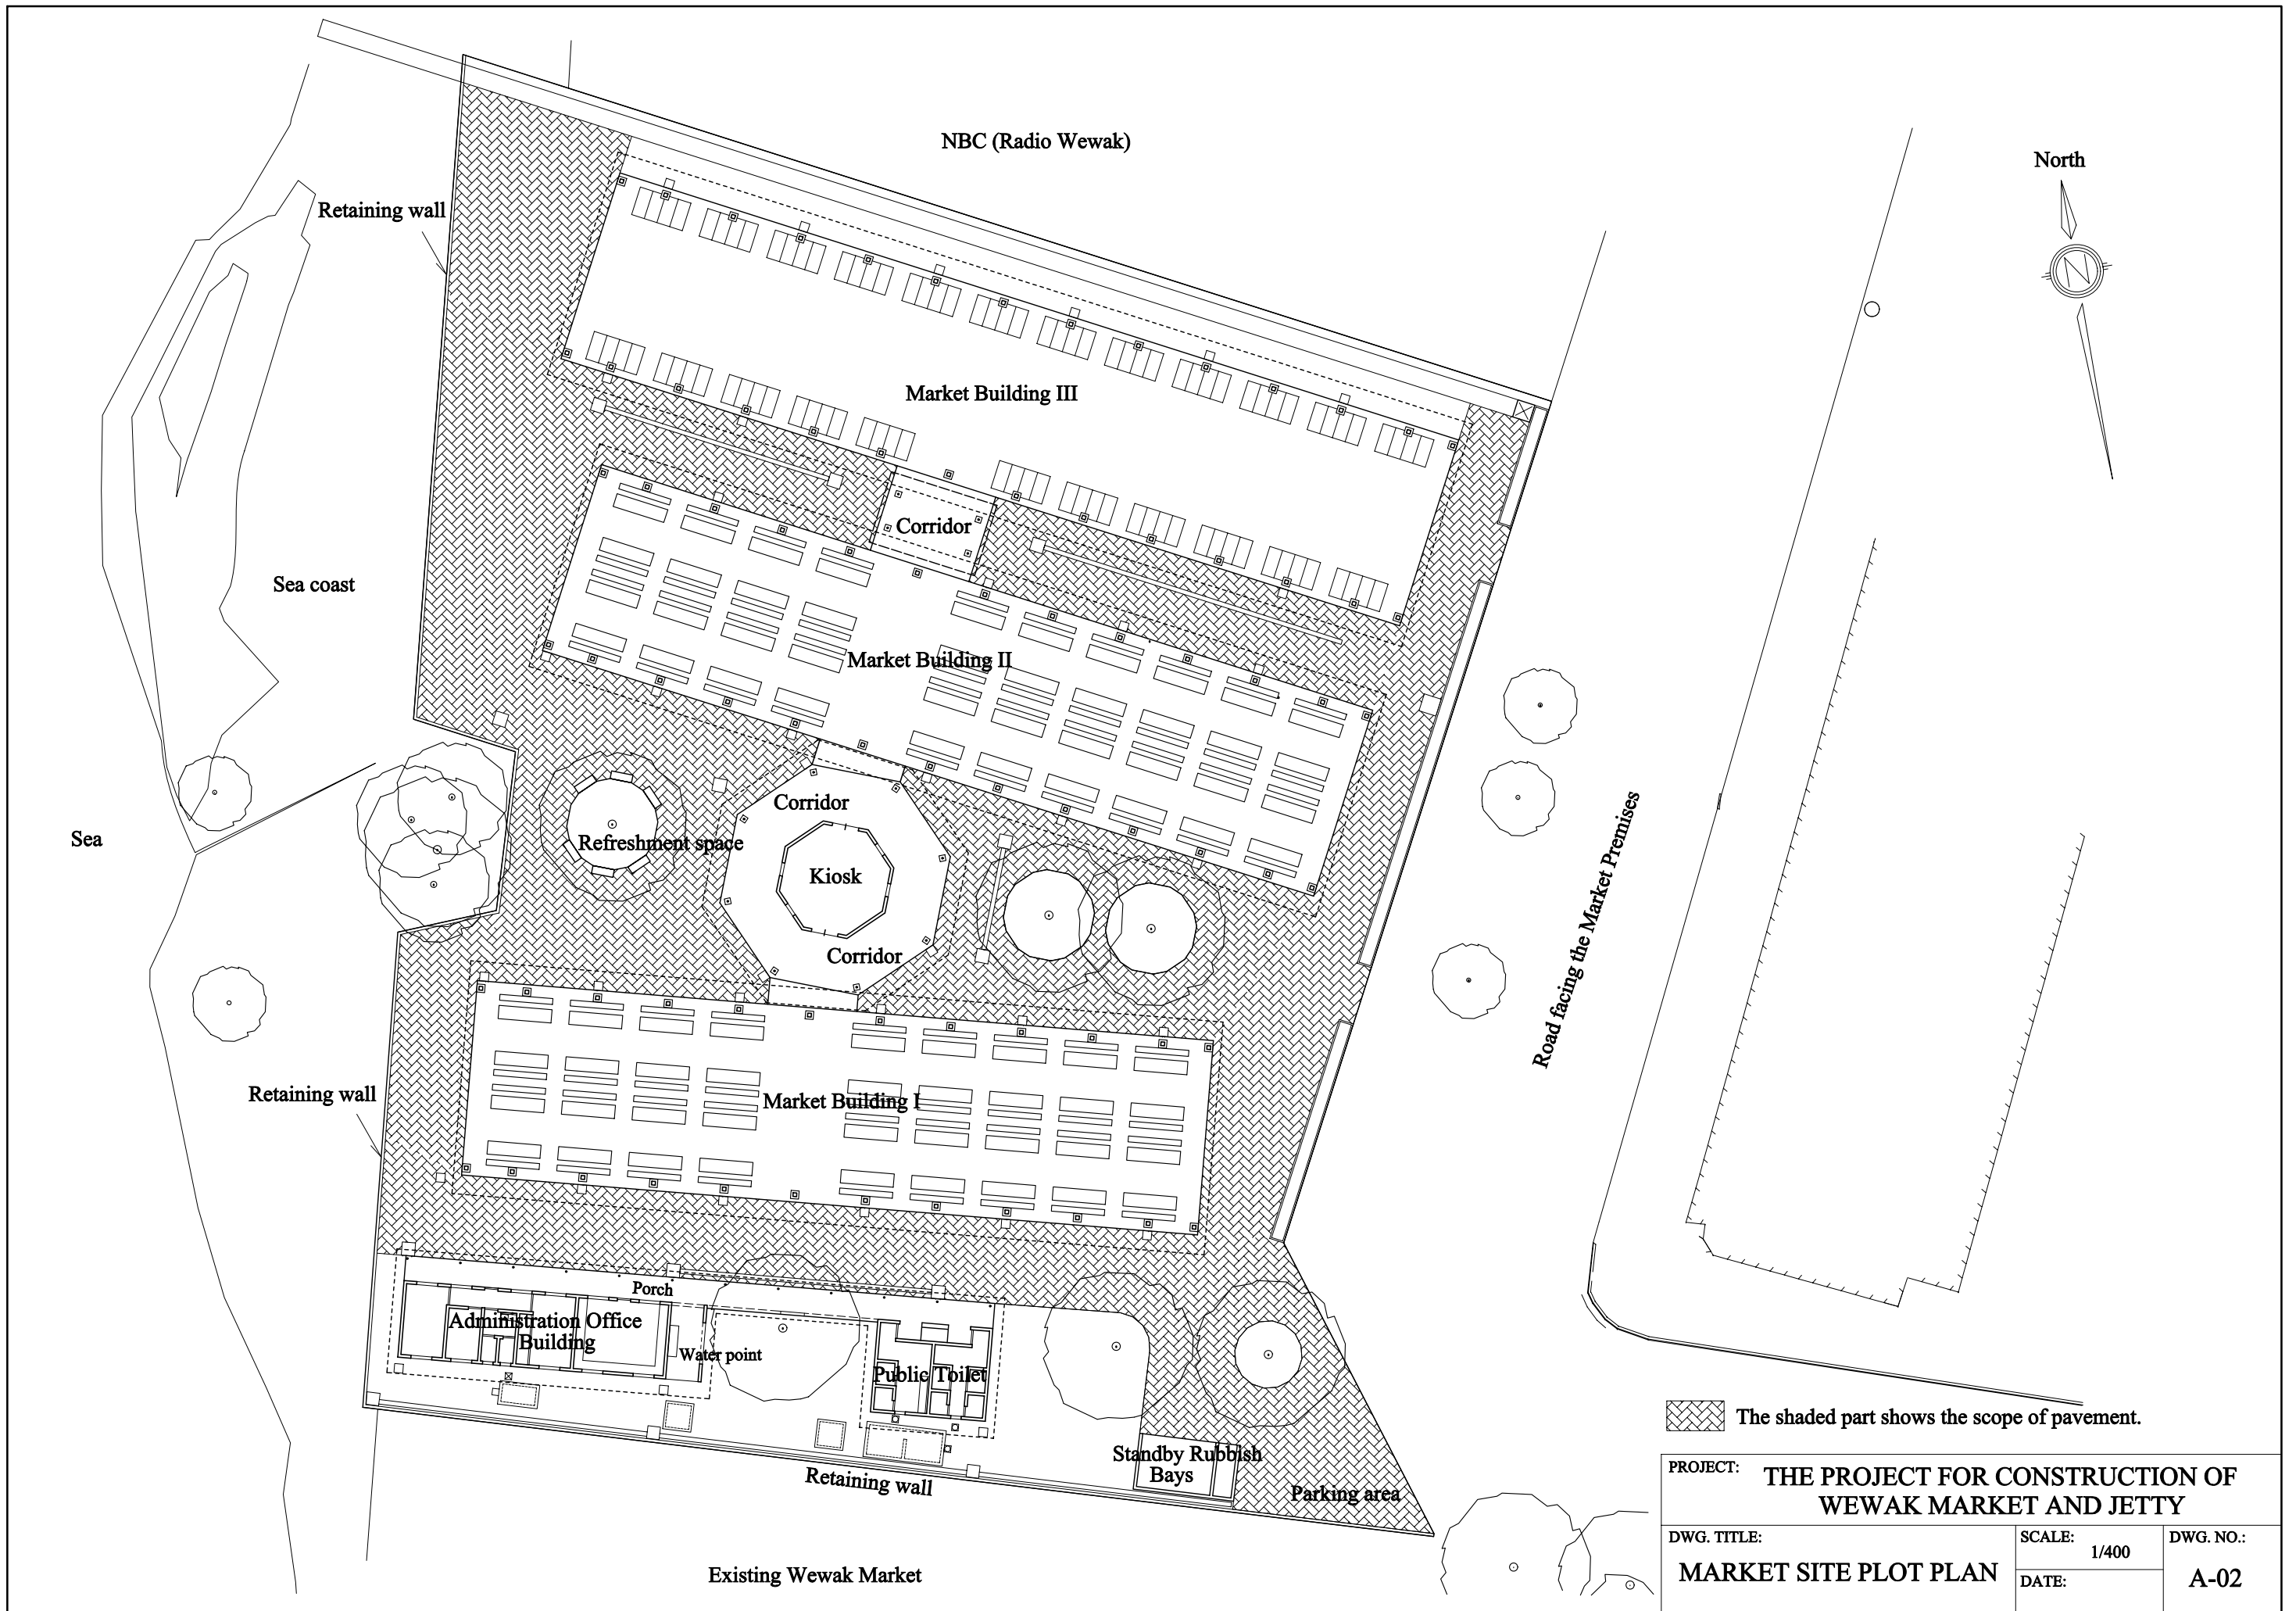 NBC (Radio Wewak)
North
N
Retaining wall
Market Building III
Corridor
Sea coast
Market Building II
Corridor
Sea
Refreshment space
Kiosk
Corridor
Road facing the Market Premises
Retaining wall
Market Building I
Porch
Administration Office
Building
Water point
Public Toilet
The shaded part shows the scope of pavement.
Standby Rubbish
Bays
Retaining wall
Parking area
Existing Wewak Market
PROJECT:
THE PROJECT FOR CONSTRUCTION OF
WEWAK MARKET AND JETTY
DWG. TITLE:
MARKET SITE PLOT PLAN
SCALE:
1/400
DATE:
DWG. NO.:
A-02